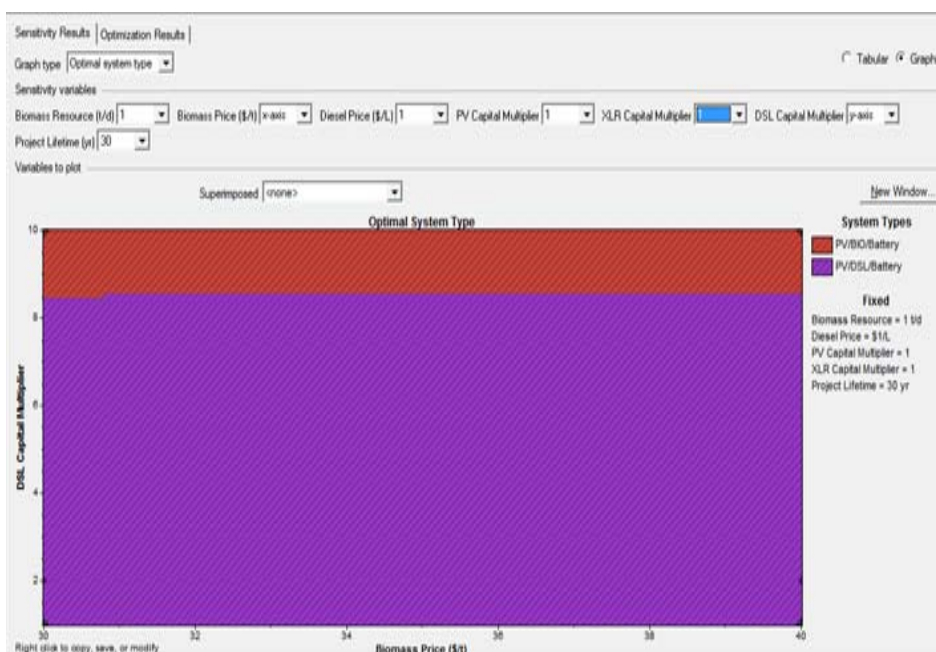 Sensitivity Results Optimization Results
Graph type Optimal system type Tabular Graph
Sensitivity variables
Biomass Resource (t/d) 1 Biomass Price ($/t) x-axis Diesel Price ($/L) 1 PV Capital Multiplier 1 XLR Capital Multiplier 1 DSL Capital Multiplier y-axis
Project Lifetime (yr) 30
Variables to plot
Superimposed <none> New Window...
Optimal System Type
System Types
PV/BIO/Battery
PV/DSL/Battery
Fixed
Biomass Resource = 1 t/d
Diesel Price = $1/L
PV Capital Multiplier = 1
XLR Capital Multiplier = 1
Project Lifetime = 30 yr
DSL Capital Multiplier
10
8
6
4
2
30 32 34 36 38 40
Biomass Price ($/t)
Right click to copy, save, or modify